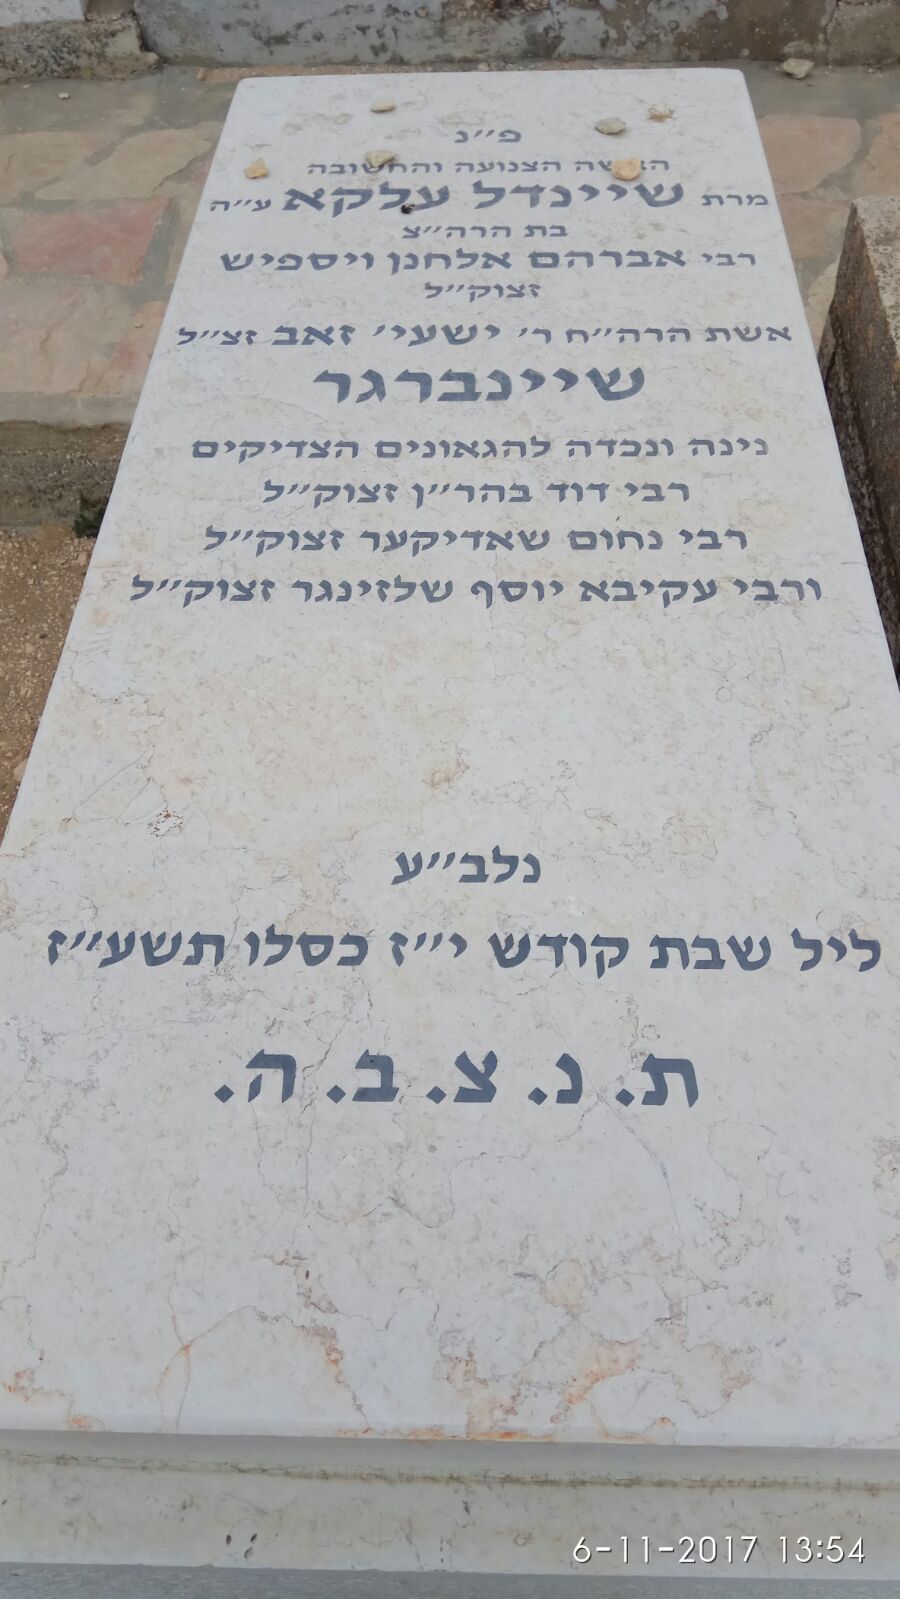 פ״נ
האשה הצנועה והחשובה
מרת שיינדל עלקא ע״ה
בת הרה״צ
רבי אברהם אלחנן ויספיש
זצוק״ל
אשת הרה״ח ר׳ ישעי׳ זאב זצ״ל
שיינברגר
נינה ונכדה להגאונים הצדיקים
רבי דוד בהר״ן זצוק״ל
רבי נחום שאדיקער זצוק״ל
ורבי עקיבא יוסף שלזינגר זצוק״ל
נלב״ע
ליל שבת קודש י״ז כסלו תשע״ז
ת. נ. צ. ב. ה.
6-11-2017 13:54